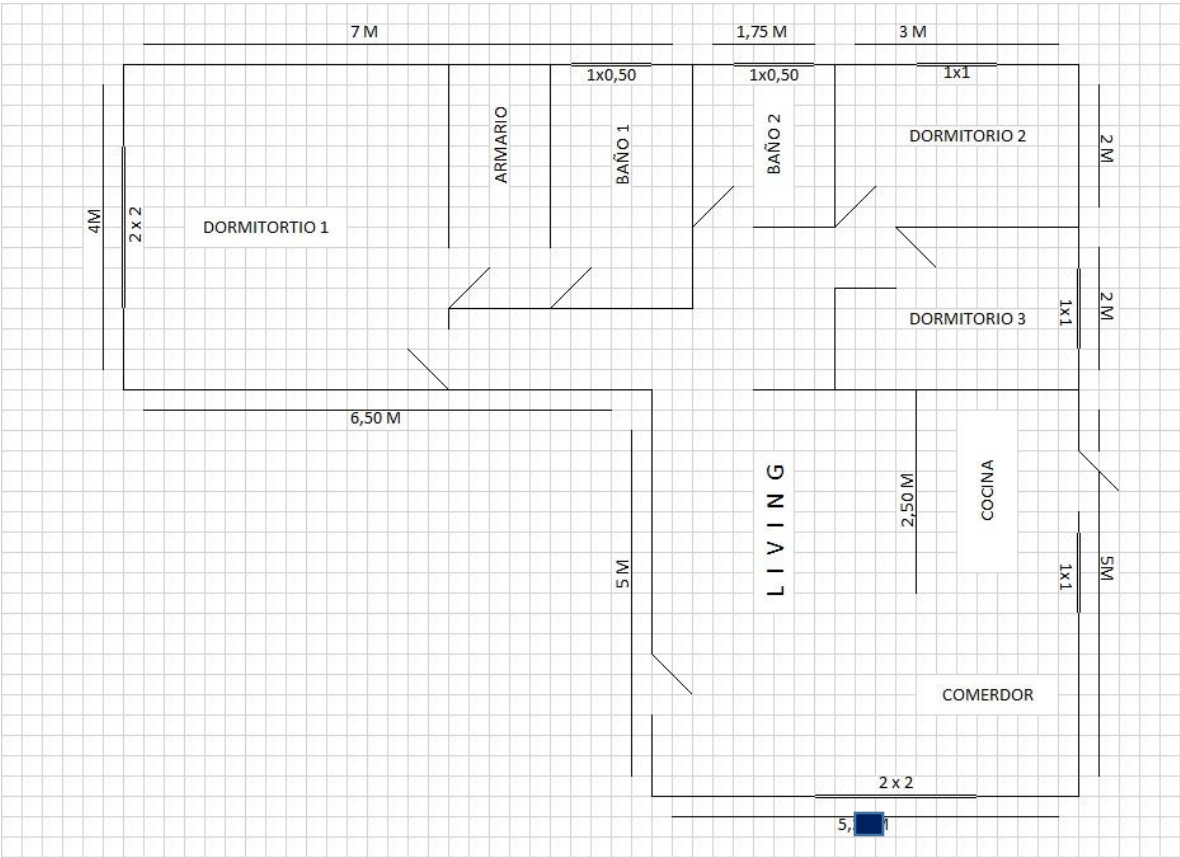 7 M
1,75 M
3 M
1x0,50
1x0,50
1x1
ARMARIO
BAÑO 1
BAÑO 2
DORMITORIO 2
2 M
4M
2 x 2
DORMITORTIO 1
DORMITORIO 3
1x1
2 M
6,50 M
LIVING
2,50 M
COCINA
5 M
1x1
5M
COMERDOR
2 x 2